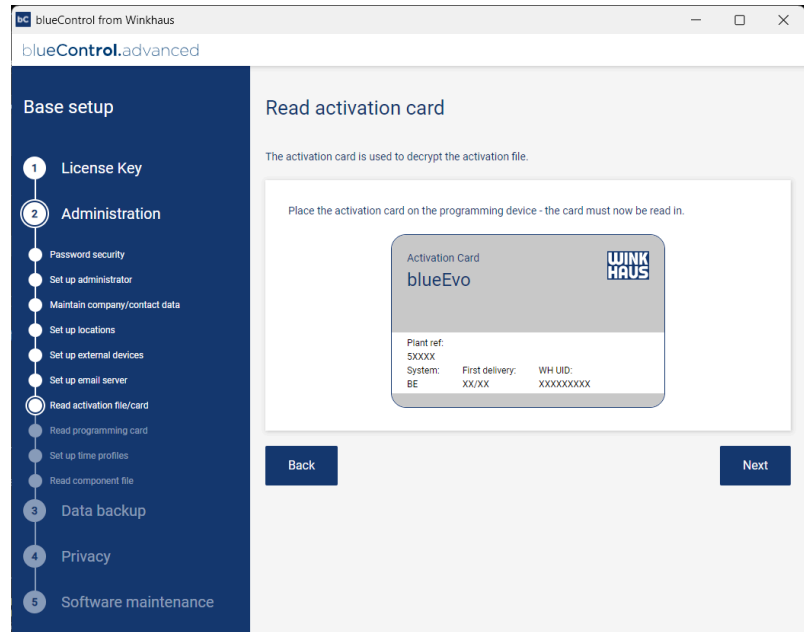 bC blueControl from Winkhaus
blueControl.advanced
Base setup
1 License Key
2 Administration
Password security
Set up administrator
Maintain company/contact data
Set up locations
Set up external devices
Set up email server
Read activation file/card
Read programming card
Set up time profiles
Read component file
3 Data backup
4 Privacy
5 Software maintenance
Read activation card
The activation card is used to decrypt the activation file.
Place the activation card on the programming device - the card must now be read in.
Activation Card
blueEvo
WINK
HAUS
Plant ref:
5XXXX
System: First delivery: WH UID:
BE XX/XX XXXXXXXXX
Back
Next